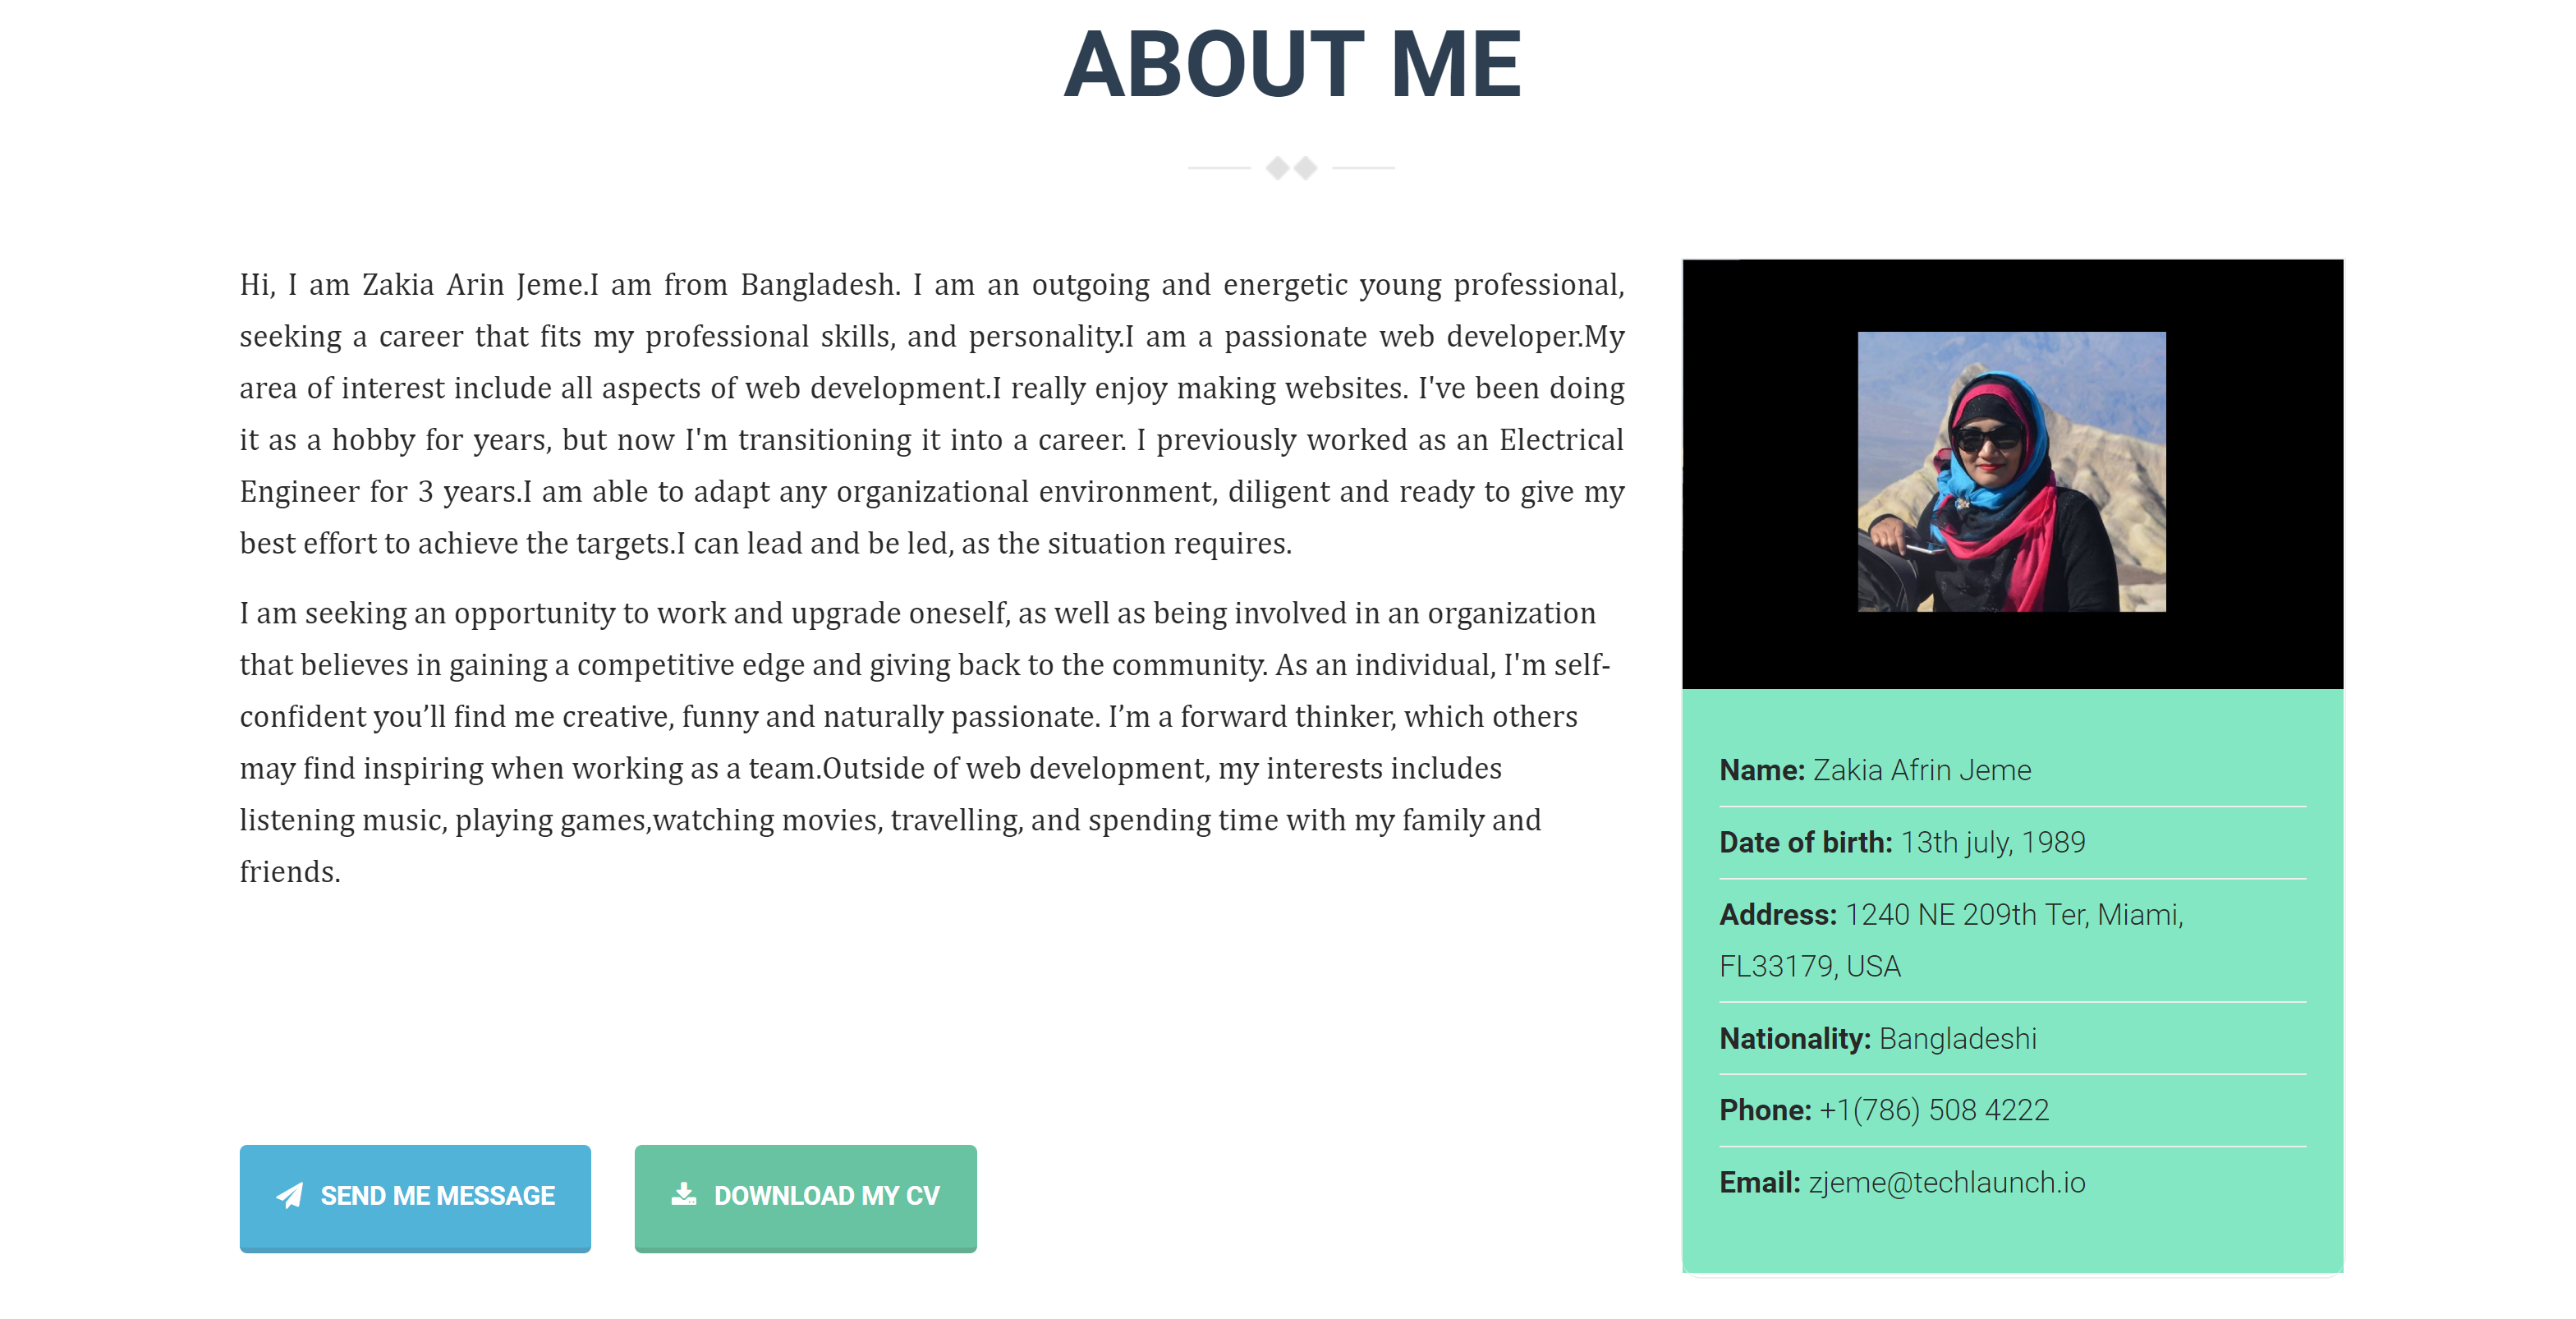 ABOUT ME
Hi, I am Zakia Arin Jeme.I am from Bangladesh. I am an outgoing and energetic young professional,
seeking a career that fits my professional skills, and personality.I am a passionate web developer.My
area of interest include all aspects of web development.I really enjoy making websites. I've been doing
it as a hobby for years, but now I'm transitioning it into a career. I previously worked as an Electrical
Engineer for 3 years.I am able to adapt any organizational environment, diligent and ready to give my
best effort to achieve the targets.I can lead and be led, as the situation requires.
I am seeking an opportunity to work and upgrade oneself, as well as being involved in an organization
that believes in gaining a competitive edge and giving back to the community. As an individual, I'm self-
confident you’ll find me creative, funny and naturally passionate. I’m a forward thinker, which others
may find inspiring when working as a team.Outside of web development, my interests includes
listening music, playing games,watching movies, travelling, and spending time with my family and
friends.
SEND ME MESSAGE
DOWNLOAD MY CV
Name: Zakia Afrin Jeme
Date of birth: 13th july, 1989
Address: 1240 NE 209th Ter, Miami,
FL33179, USA
Nationality: Bangladeshi
Phone: +1(786) 508 4222
Email: zjeme@techlaunch.io